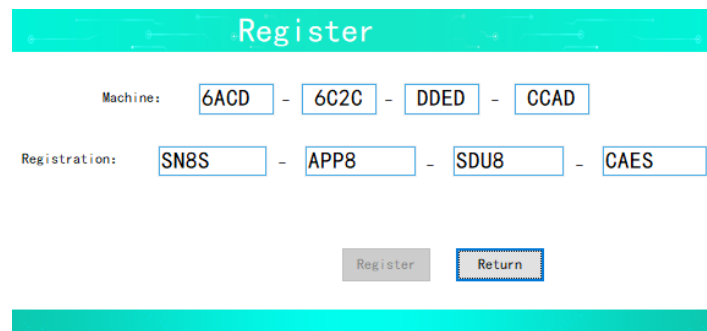 Register
Machine: 6ACD - 6C2C - DDED - CCAD
Registration: SN8S - APP8 - SDU8 - CAES
Register Return